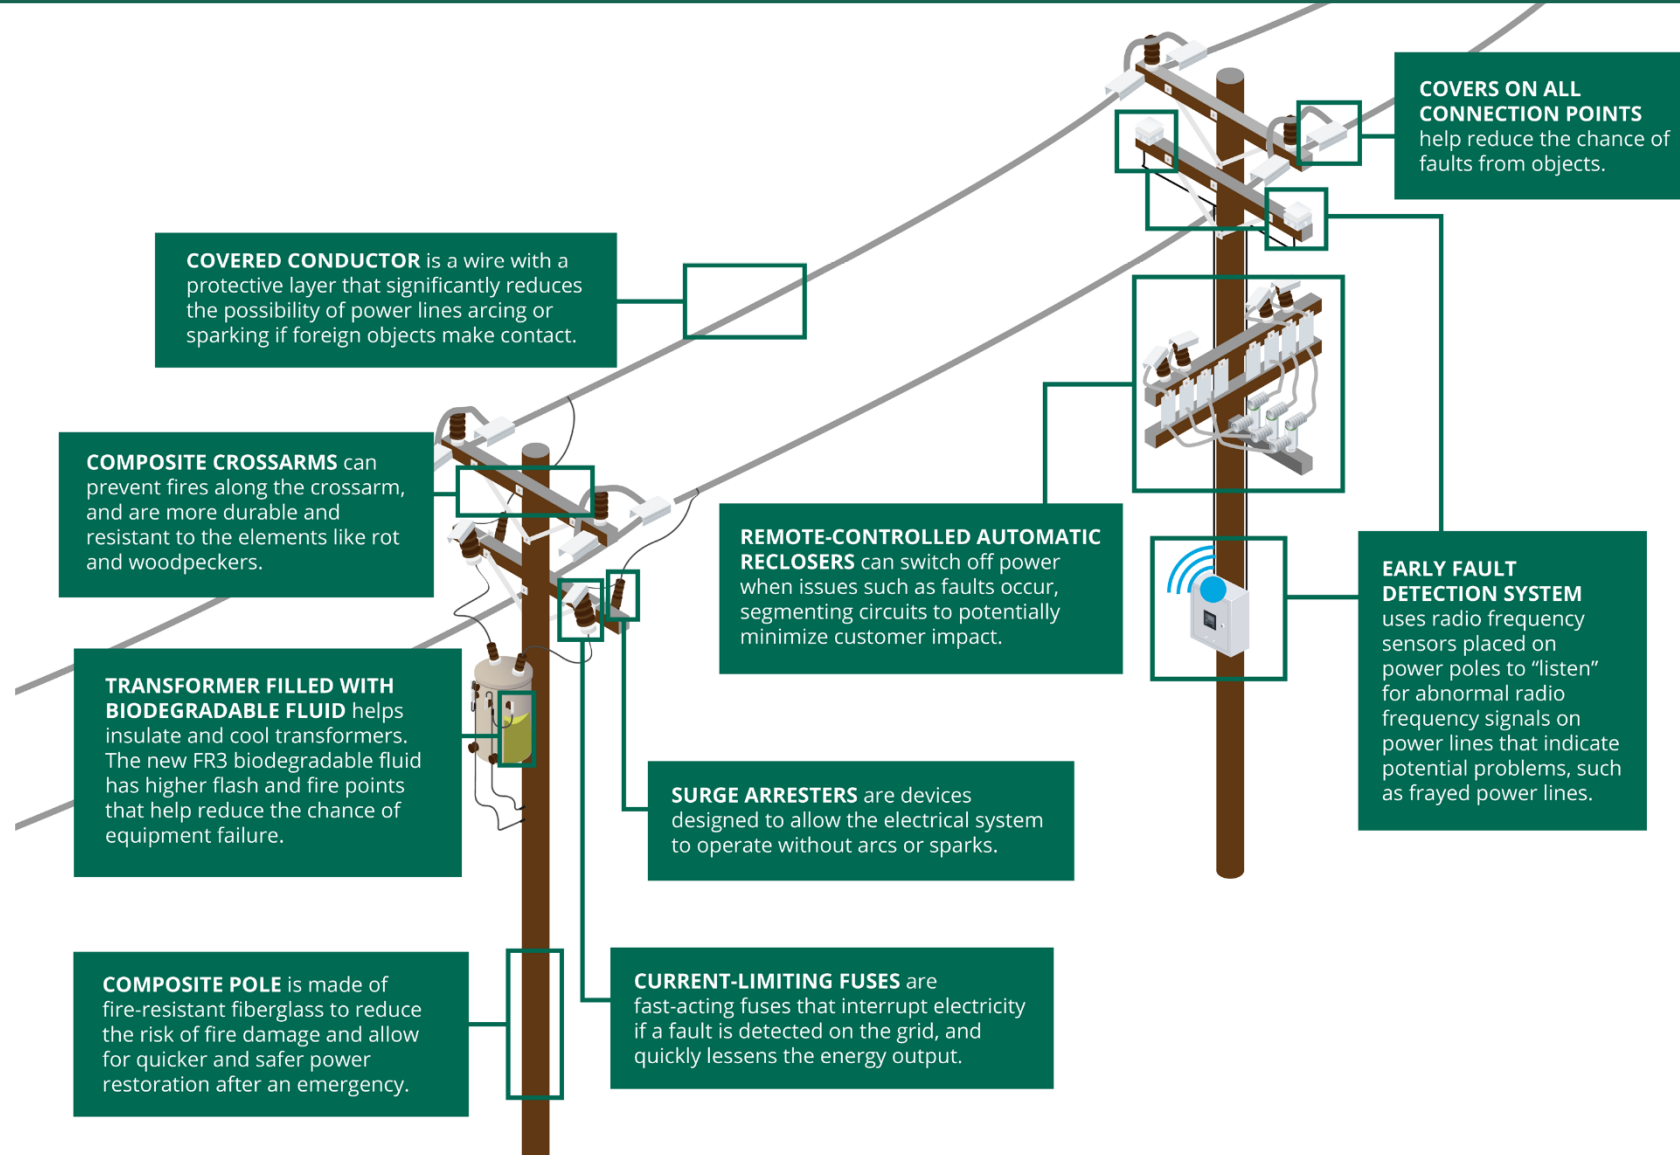 COVERS ON ALL
CONNECTION POINTS
help reduce the chance of
faults from objects.
COVERED CONDUCTOR is a wire with a
protective layer that significantly reduces
the possibility of power lines arcing or
sparking if foreign objects make contact.
COMPOSITE CROSSARMS can
prevent fires along the crossarm,
and are more durable and
resistant to the elements like rot
and woodpeckers.
REMOTE-CONTROLLED AUTOMATIC
RECLOSERS can switch off power
when issues such as faults occur,
segmenting circuits to potentially
minimize customer impact.
EARLY FAULT
DETECTION SYSTEM
uses radio frequency
sensors placed on
power poles to “listen”
for abnormal radio
frequency signals on
power lines that indicate
potential problems, such
as frayed power lines.
TRANSFORMER FILLED WITH
BIODEGRADABLE FLUID helps
insulate and cool transformers.
The new FR3 biodegradable fluid
has higher flash and fire points
that help reduce the chance of
equipment failure.
SURGE ARRESTERS are devices
designed to allow the electrical system
to operate without arcs or sparks.
COMPOSITE POLE is made of
fire-resistant fiberglass to reduce
the risk of fire damage and allow
for quicker and safer power
restoration after an emergency.
CURRENT-LIMITING FUSES are
fast-acting fuses that interrupt electricity
if a fault is detected on the grid, and
quickly lessens the energy output.